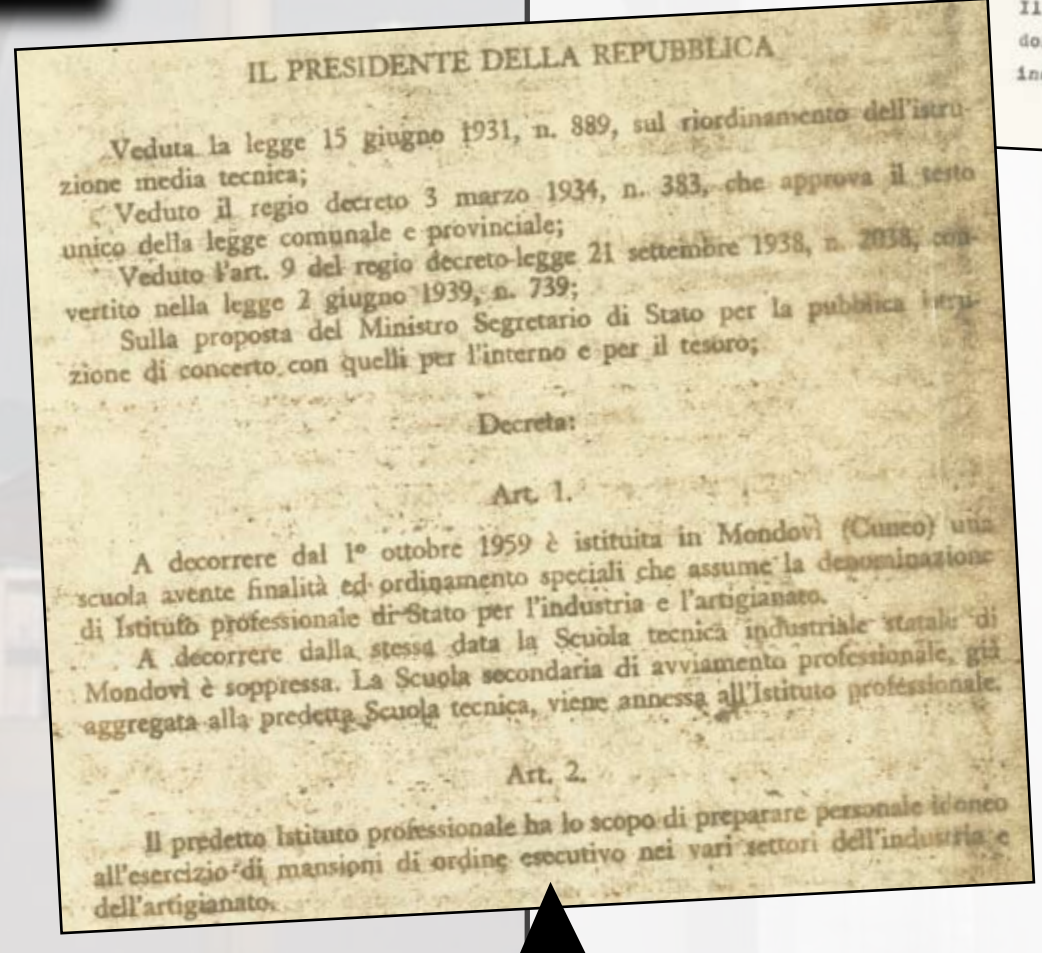 IL PRESIDENTE DELLA REPUBBLICA
Veduta la legge 15 giugno 1931, n. 889, sul riordinamento dell'istru-
zione media tecnica;
Veduto il regio decreto 3 marzo 1934, n. 383, che approva il testo
unico della legge comunale e provinciale;
Veduto l'art. 9 del regio decreto-legge 21 settembre 1938, n. 2038, con-
vertito nella legge 2 giugno 1939, n. 739;
Sulla proposta del Ministro Segretario di Stato per la pubblica istru-
zione di concerto con quelli per l'interno e per il tesoro;
Decreta:
Art. 1.
A decorrere dal 1º ottobre 1959 è istituita in Mondovì (Cuneo) una
scuola avente finalità ed ordinamento speciali che assume la denominazione
di Istituto professionale di Stato per l'industria e l'artigianato.
A decorrere dalla stessa data la Scuola tecnica industriale statale di
Mondovì è soppressa. La Scuola secondaria di avviamento professionale, già
aggregata alla predetta Scuola tecnica, viene annessa all'Istituto professionale.
Art. 2.
Il predetto Istituto professionale ha lo scopo di preparare personale idoneo
all'esercizio di mansioni di ordine esecutivo nei vari settori dell'industria e
dell'artigianato.
Il